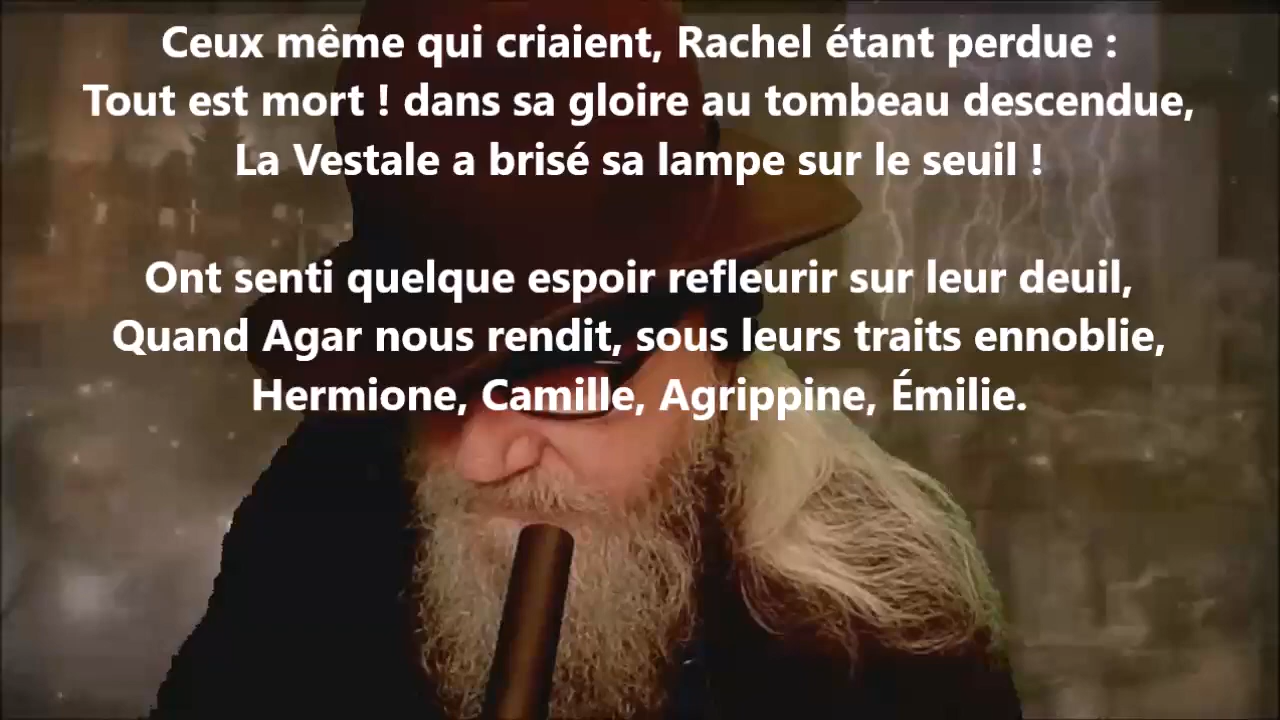 Ceux même qui criaient, Rachel étant perdue :
Tout est mort ! dans sa gloire au tombeau descendue,
La Vestale a brisé sa lampe sur le seuil !
Ont senti quelque espoir refleurir sur leur deuil,
Quand Agar nous rendit, sous leurs traits ennoblie,
Hermione, Camille, Agrippine, Émilie.